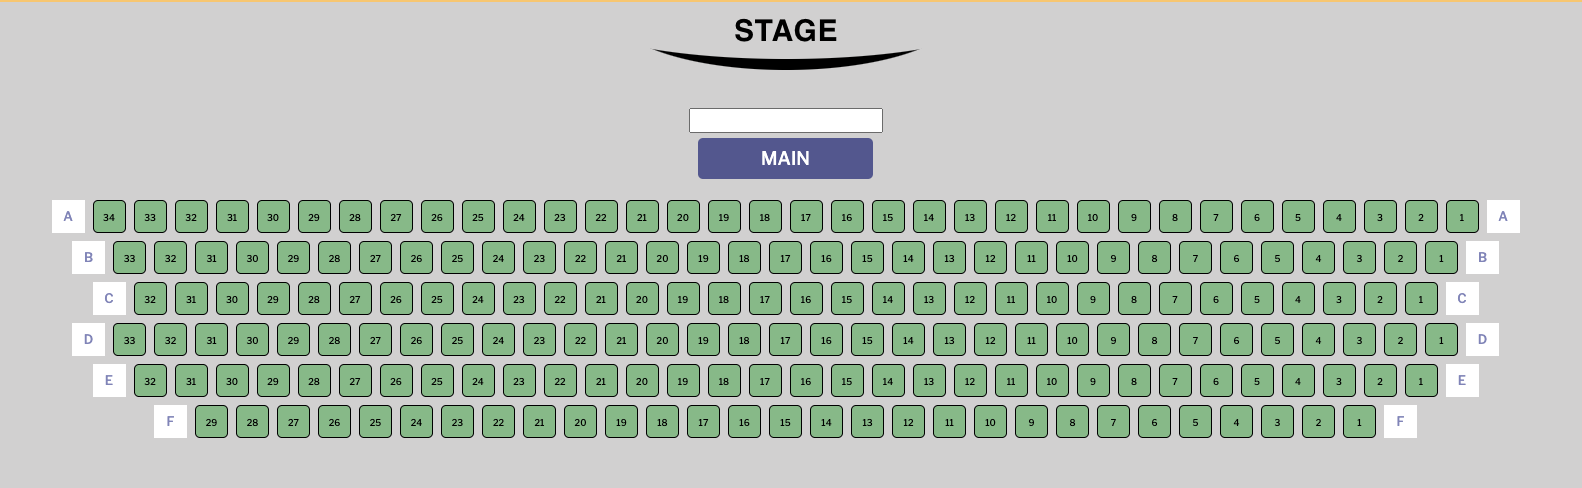 STAGE
MAIN
A 34 33 32 31 30 29 28 27 26 25 24 23 22 21 20 19 18 17 16 15 14 13 12 11 10 9 8 7 6 5 4 3 2 1 A
B 33 32 31 30 29 28 27 26 25 24 23 22 21 20 19 18 17 16 15 14 13 12 11 10 9 8 7 6 5 4 3 2 1 B
C 32 31 30 29 28 27 26 25 24 23 22 21 20 19 18 17 16 15 14 13 12 11 10 9 8 7 6 5 4 3 2 1 C
D 33 32 31 30 29 28 27 26 25 24 23 22 21 20 19 18 17 16 15 14 13 12 11 10 9 8 7 6 5 4 3 2 1 D
E 32 31 30 29 28 27 26 25 24 23 22 21 20 19 18 17 16 15 14 13 12 11 10 9 8 7 6 5 4 3 2 1 E
F 29 28 27 26 25 24 23 22 21 20 19 18 17 16 15 14 13 12 11 10 9 8 7 6 5 4 3 2 1 F